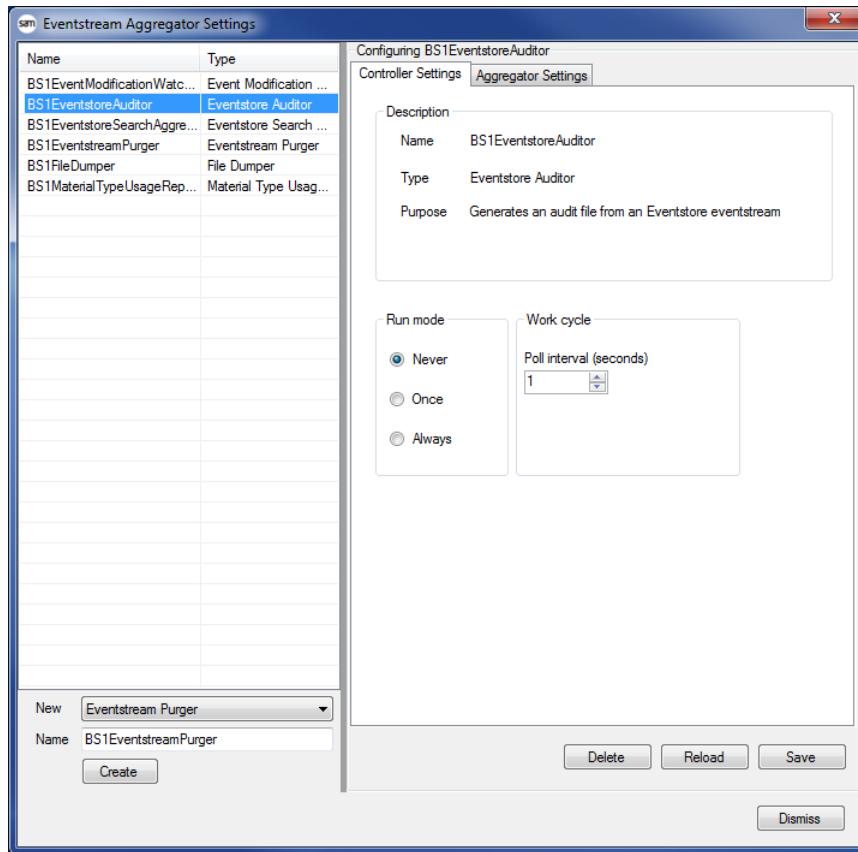 sam Eventstream Aggregator Settings
Name Type
BS1EventModificationWatc... Event Modification ...
BS1EventstoreAuditor Eventstore Auditor
BS1EventstoreSearchAggre... Eventstore Search ...
BS1EventstreamPurger Eventstream Purger
BS1FileDumper File Dumper
BS1MaterialTypeUsageRep... Material Type Usag...
New Eventstream Purger
Name BS1EventstreamPurger
Create
Configuring BS1EventstoreAuditor
Controller Settings Aggregator Settings
Description
Name BS1EventstoreAuditor
Type Eventstore Auditor
Purpose Generates an audit file from an Eventstore eventstream
Run mode
Never
Once
Always
Work cycle
Poll interval (seconds)
1
Delete Reload Save
Dismiss